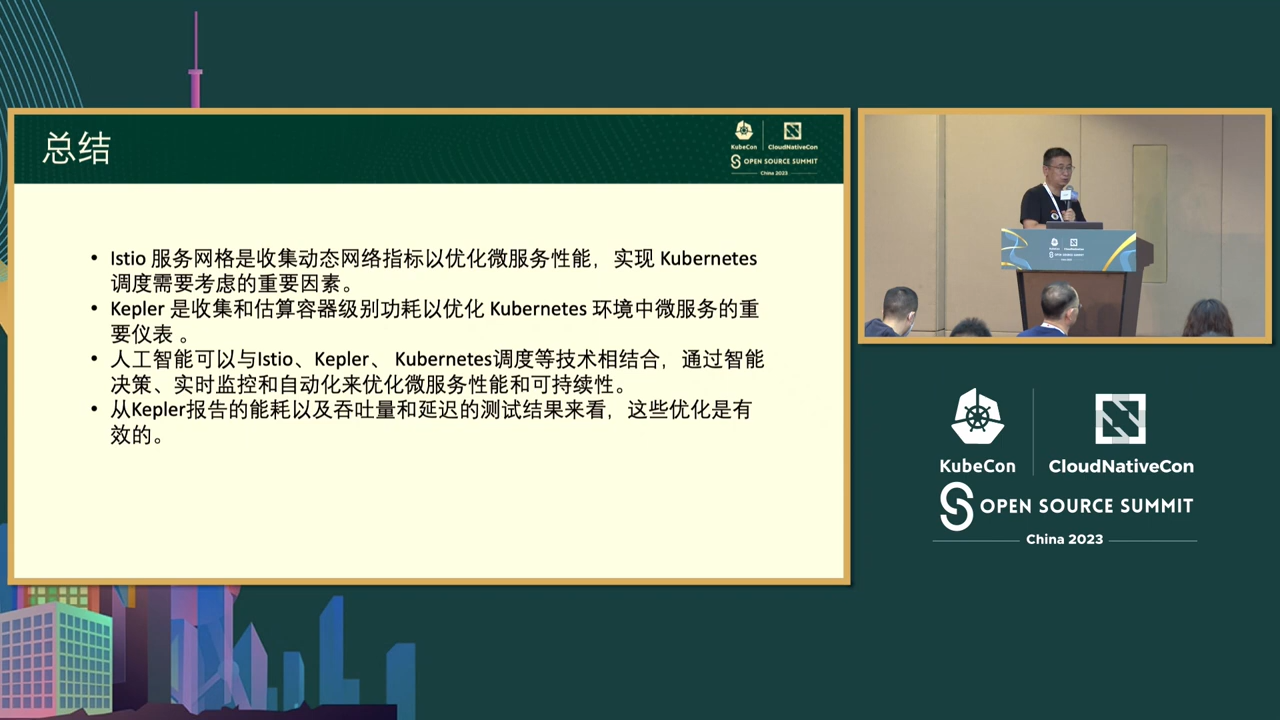 总结
KubeCon
CloudNativeCon
OPEN SOURCE SUMMIT
China 2023
• Istio 服务网格是收集动态网络指标以优化微服务性能，实现 Kubernetes
调度需要考虑的重要因素。
• Kepler 是收集和估算容器级别功耗以优化 Kubernetes 环境中微服务的重
要仪表 。
• 人工智能可以与Istio、Kepler、 Kubernetes调度等技术相结合，通过智能
决策、实时监控和自动化来优化微服务性能和可持续性。
• 从Kepler报告的能耗以及吞吐量和延迟的测试结果来看，这些优化是有
效的。
KubeCon
CloudNativeCon
OPEN SOURCE SUMMIT
China 2023